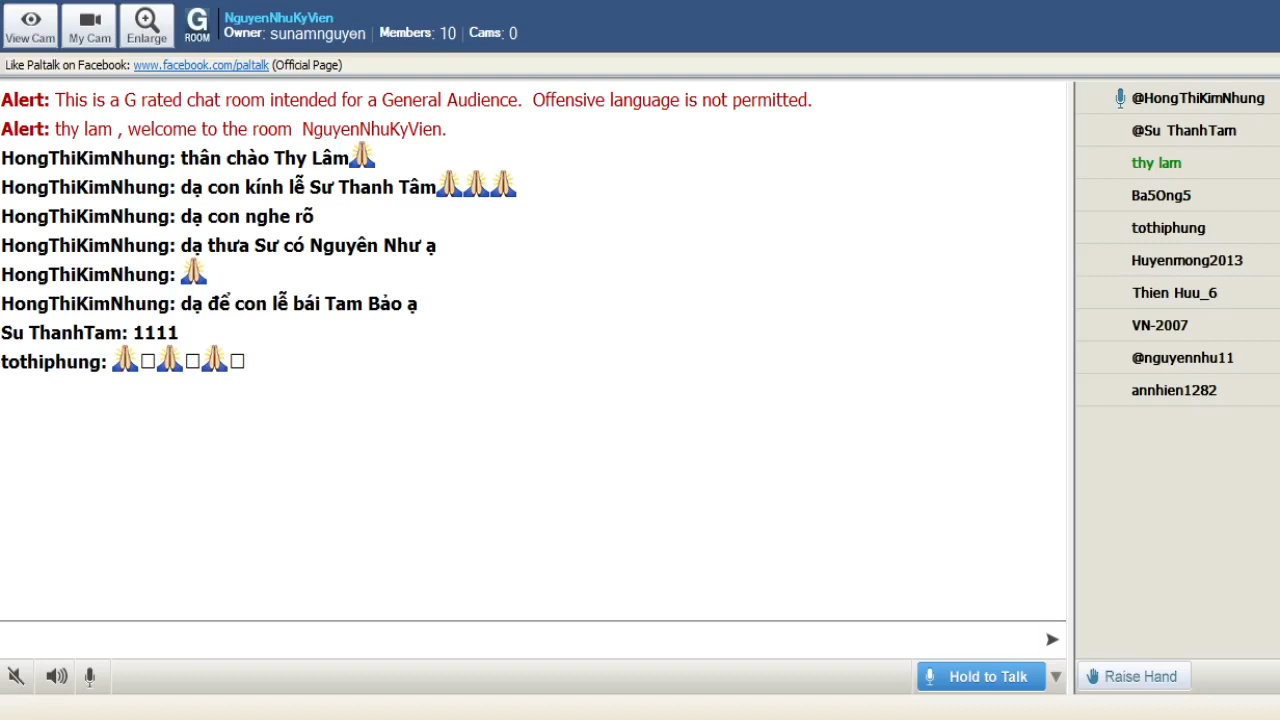 View Cam
My Cam
Enlarge
G
ROOM
NguyenNhuKyVien
Owner: sunamnguyen | Members: 10 | Cams: 0
Like Paltalk on Facebook: www.facebook.com/paltalk (Official Page)
Alert: This is a G rated chat room intended for a General Audience.  Offensive language is not permitted.
Alert: thy lam , welcome to the room  NguyenNhuKyVien.
HongThiKimNhung: thân chào Thy Lâm🙏
HongThiKimNhung: dạ con kính lễ Sư Thanh Tâm🙏🙏🙏
HongThiKimNhung: dạ con nghe rõ
HongThiKimNhung: dạ thưa Sư có Nguyên Như ạ
HongThiKimNhung: 🙏
HongThiKimNhung: dạ để con lễ bái Tam Bảo ạ
Su ThanhTam: 1111
tothiphung: 🙏□🙏□🙏□
@HongThiKimNhung
@Su ThanhTam
thy lam
Ba5Ong5
tothiphung
Huyenmong2013
Thien Huu_6
VN-2007
@nguyennhu11
annhien1282
Hold to Talk
Raise Hand